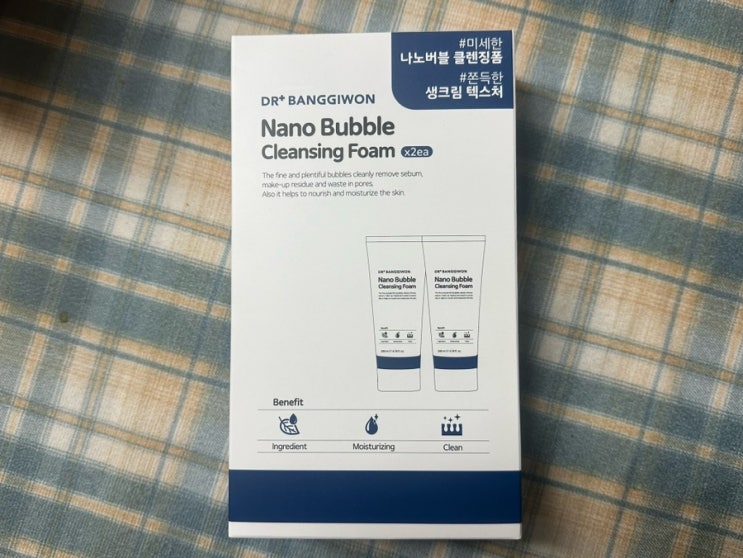 #미세한
나노버블 클렌징폼
#쫀득한
생크림 텍스처
DR+ BANGGIWON
Nano Bubble
Cleansing Foam x2ea
The fine and plentiful bubbles cleanly remove sebum,
make-up residue and waste in pores.
Also it helps to nourish and moisturize the skin.
DR+BANGGIWON
Nano Bubble
Cleansing Foam
DR+BANGGIWON
Nano Bubble
Cleansing Foam
Benefit
Ingredient Moisturizing Clean